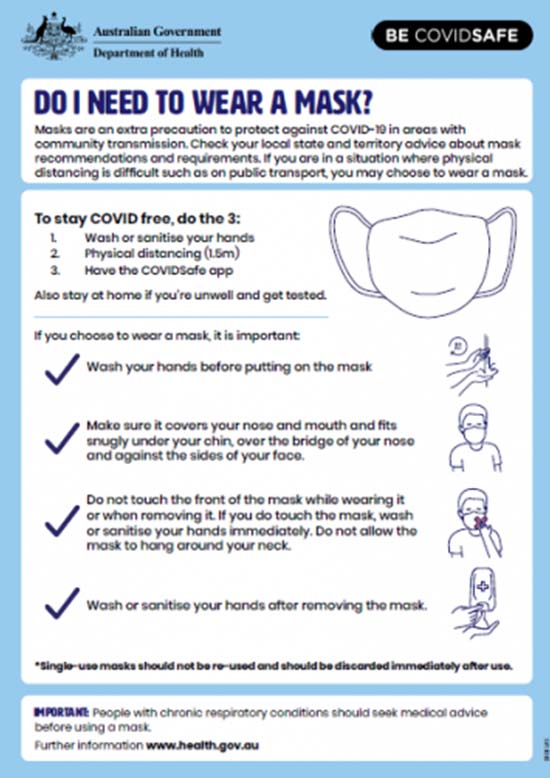 Australian Government
Department of Health
BE COVIDSAFE
DO I NEED TO WEAR A MASK?
Masks are an extra precaution to protect against COVID-19 in areas with
community transmission. Check your local state and territory advice about mask
recommendations and requirements. If you are in a situation where physical
distancing is difficult such as on public transport, you may choose to wear a mask.
To stay COVID free, do the 3:
1. Wash or sanitise your hands
2. Physical distancing (1.5m)
3. Have the COVIDSafe app
Also stay at home if you're unwell and get tested.
If you choose to wear a mask, it is important:
Wash your hands before putting on the mask
Make sure it covers your nose and mouth and fits
snugly under your chin, over the bridge of your nose
and against the sides of your face.
Do not touch the front of the mask while wearing it
or when removing it. If you do touch the mask, wash
or sanitise your hands immediately. Do not allow the
mask to hang around your neck.
Wash or sanitise your hands after removing the mask.
*Single-use masks should not be re-used and should be discarded immediately after use.
IMPORTANT: People with chronic respiratory conditions should seek medical advice
before using a mask.
Further information www.health.gov.au